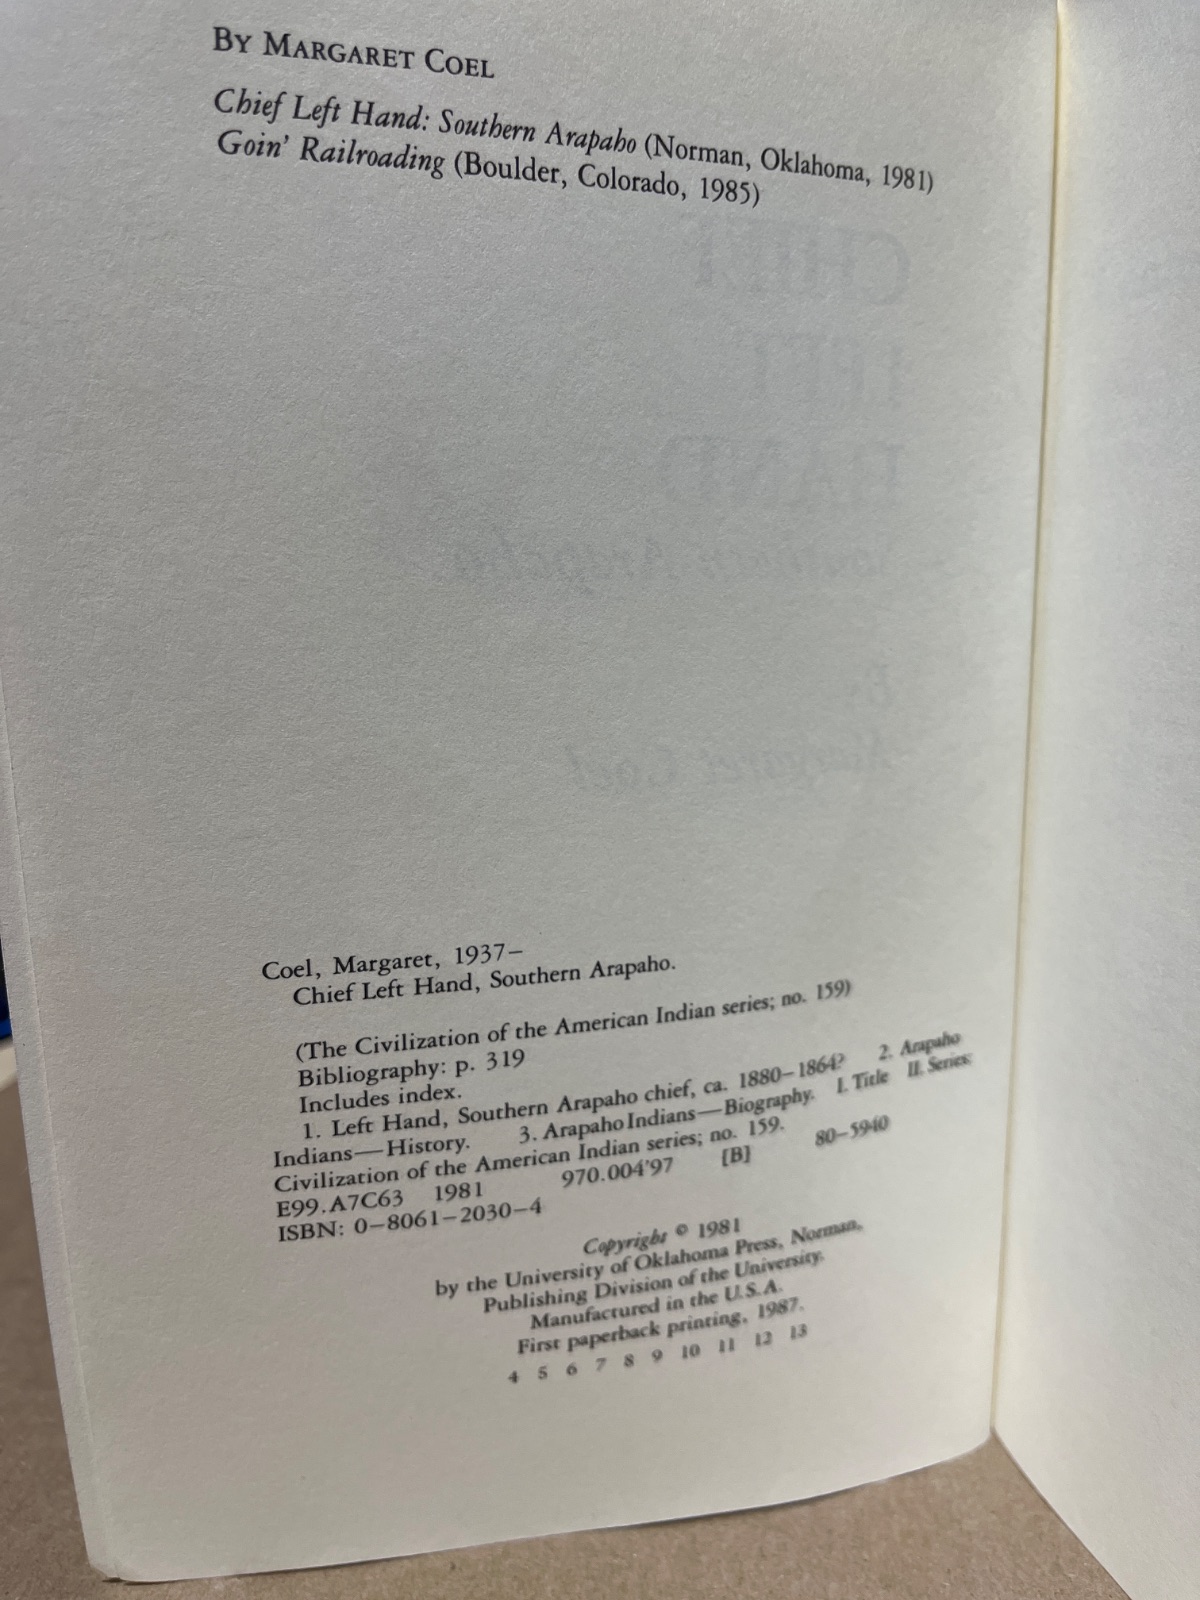 BY MARGARET COEL
Chief Left Hand: Southern Arapaho (Norman, Oklahoma, 1981)
Goin' Railroading (Boulder, Colorado, 1985)
Coel, Margaret, 1937–
Chief Left Hand, Southern Arapaho.
(The Civilization of the American Indian series; no. 159)
Bibliography: p. 319
Includes index.
1. Left Hand, Southern Arapaho chief, ca. 1880–1864? 2. Arapaho
Indians—History. 3. Arapaho Indians—Biography. I. Title II. Series:
Civilization of the American Indian series; no. 159.
E99.A7C63 1981 970.004'97 [B] 80–5940
ISBN: 0–8061–2030–4
Copyright © 1981
by the University of Oklahoma Press, Norman,
Publishing Division of the University.
Manufactured in the U.S.A.
First paperback printing, 1987.
4 5 6 7 8 9 10 11 12 13